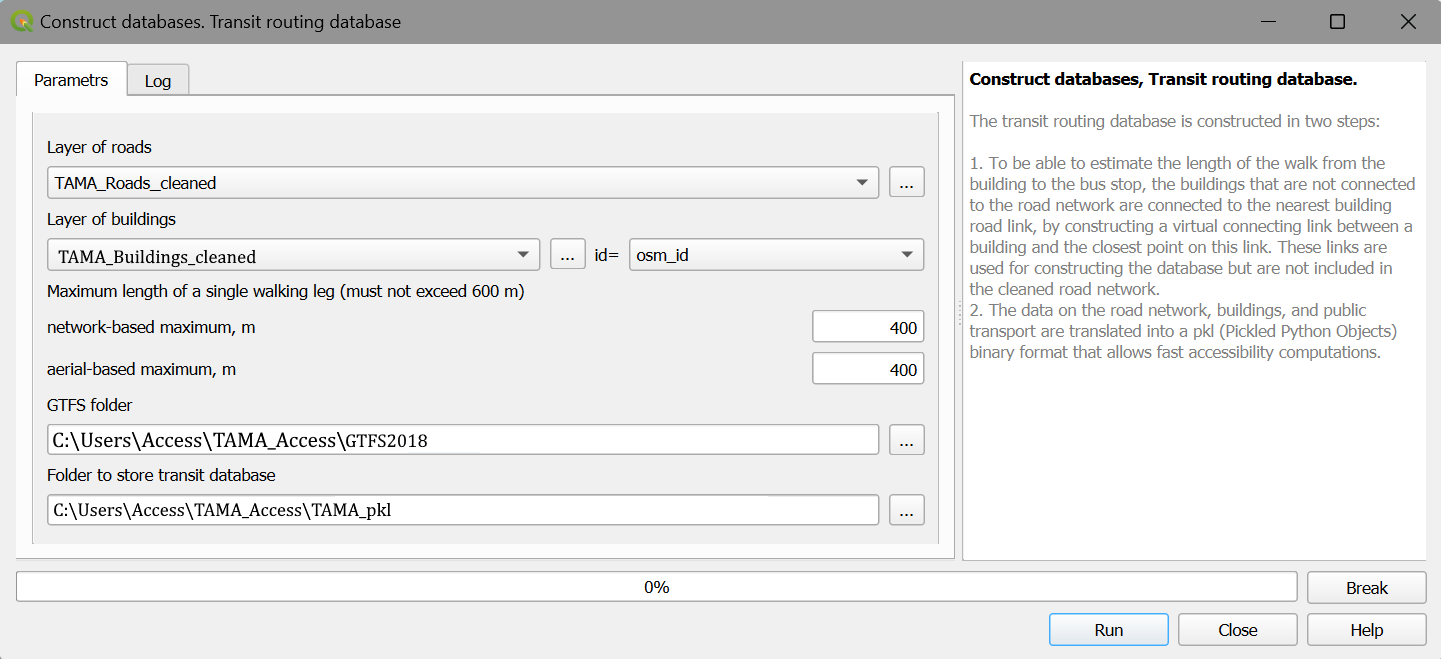 Construct databases. Transit routing database
Parametrs
Log
Layer of roads
TAMA_Roads_cleaned
...
Layer of buildings
TAMA_Buildings_cleaned
...
id=
osm_id
Maximum length of a single walking leg (must not exceed 600 m)
network-based maximum, m
400
aerial-based maximum, m
400
GTFS folder
C:\Users\Access\TAMA_Access\GTFS2018
...
Folder to store transit database
C:\Users\Access\TAMA_Access\TAMA_pkl
...
Construct databases, Transit routing database.
The transit routing database is constructed in two steps:
1. To be able to estimate the length of the walk from the
building to the bus stop, the buildings that are not connected
to the road network are connected to the nearest building
road link, by constructing a virtual connecting link between a
building and the closest point on this link. These links are
used for constructing the database but are not included in
the cleaned road network.
2. The data on the road network, buildings, and public
transport are translated into a pkl (Pickled Python Objects)
binary format that allows fast accessibility computations.
0%
Break
Run
Close
Help